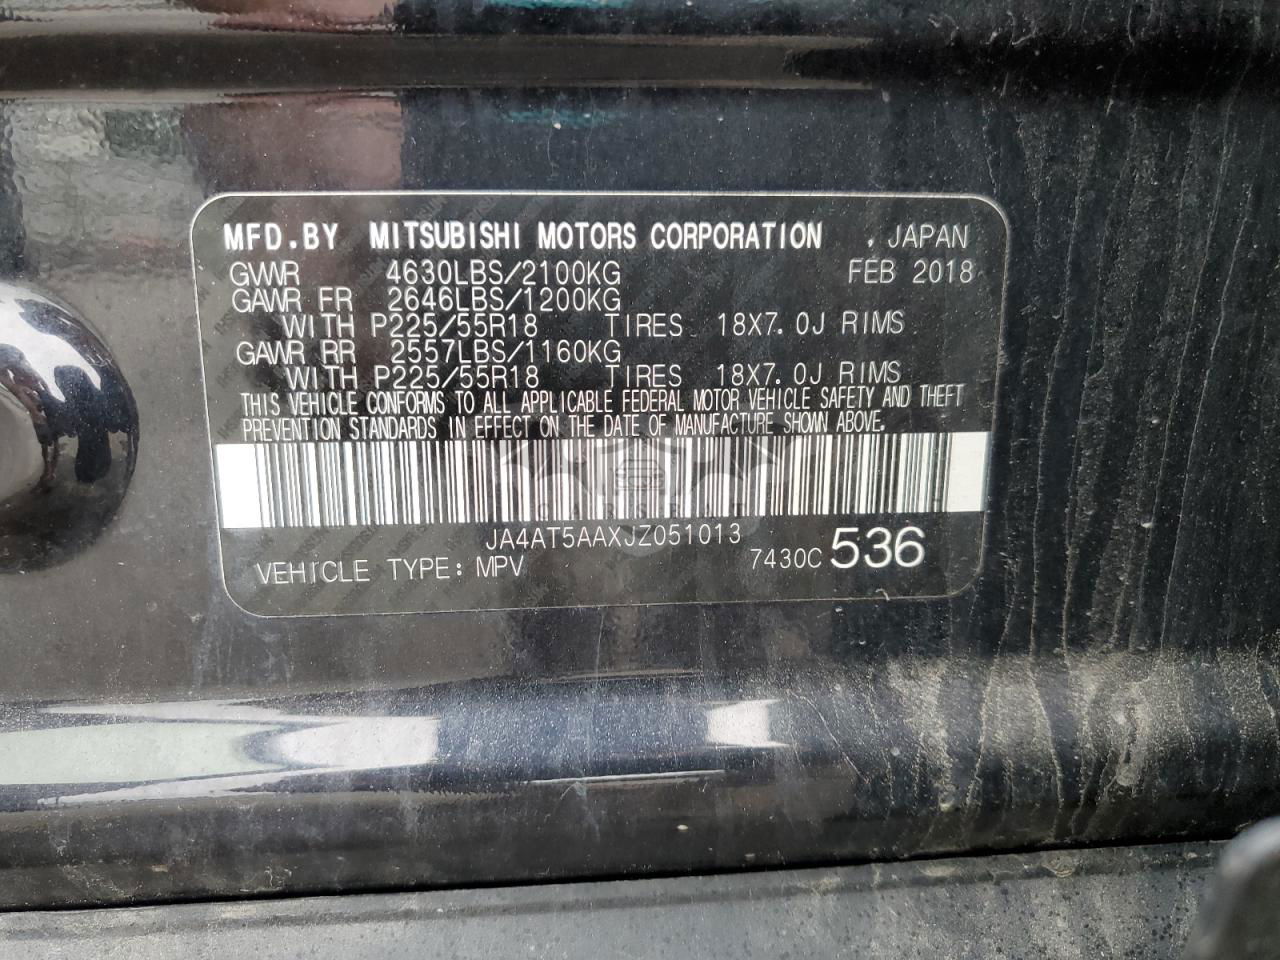 MFD.BY MITSUBISHI MOTORS CORPORATION , JAPAN
GVWR 4630LBS/2100KG FEB 2018
GAWR FR 2646LBS/1200KG
WITH P225/55R18 TIRES 18X7.0J RIMS
GAWR RR 2557LBS/1160KG
WITH P225/55R18 TIRES 18X7.0J RIMS
THIS VEHICLE CONFORMS TO ALL APPLICABLE FEDERAL MOTOR VEHICLE SAFETY AND THEFT
PREVENTION STANDARDS IN EFFECT ON THE DATE OF MANUFACTURE SHOWN ABOVE.
JA4AT5AAXJZ051013
VEHICLE TYPE: MPV 7430C 536